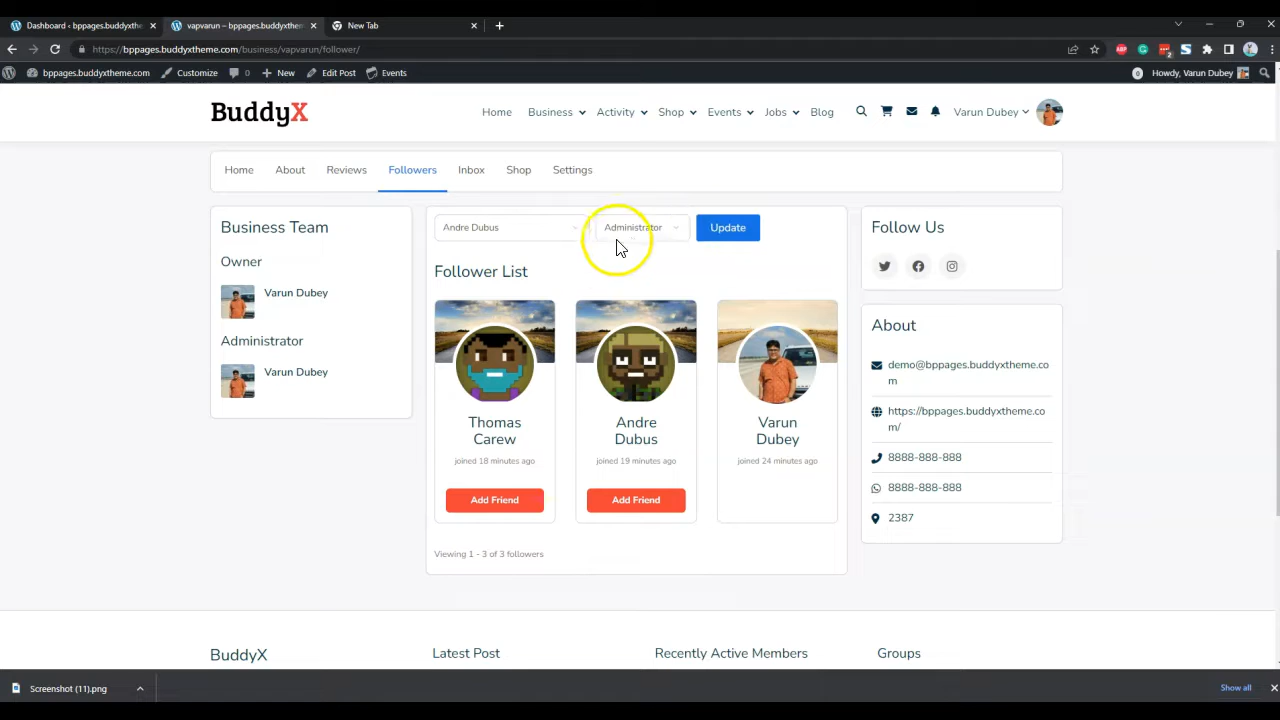 Dashboard < bppages.buddyxth
vapvarun – bppages.buddyxthem
New Tab
https://bppages.buddyxtheme.com/business/vapvarun/follower/
bppages.buddyxtheme.com
Customize
0
New
Edit Post
Events
0
Howdy, Varun Dubey
BuddyX
Home
Business
Activity
Shop
Events
Jobs
Blog
Varun Dubey
Home
About
Reviews
Followers
Inbox
Shop
Settings
Business Team
Owner
Varun Dubey
Administrator
Varun Dubey
Andre Dubus
Administrator
Update
Follower List
Thomas
Carew
joined 18 minutes ago
Add Friend
Andre
Dubus
joined 19 minutes ago
Add Friend
Varun
Dubey
joined 24 minutes ago
Viewing 1 - 3 of 3 followers
Follow Us
About
demo@bppages.buddyxtheme.co
m
https://bppages.buddyxtheme.co
m/
8888-888-888
8888-888-888
2387
BuddyX
Latest Post
Recently Active Members
Groups
Screenshot (11).png
Show all